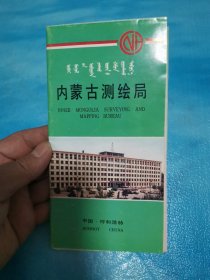 内蒙古测绘局
INNER MONGOLIA SURVEYING AND
MAPPING BUREAU
中国·呼和浩特
HOHHOT CHINA